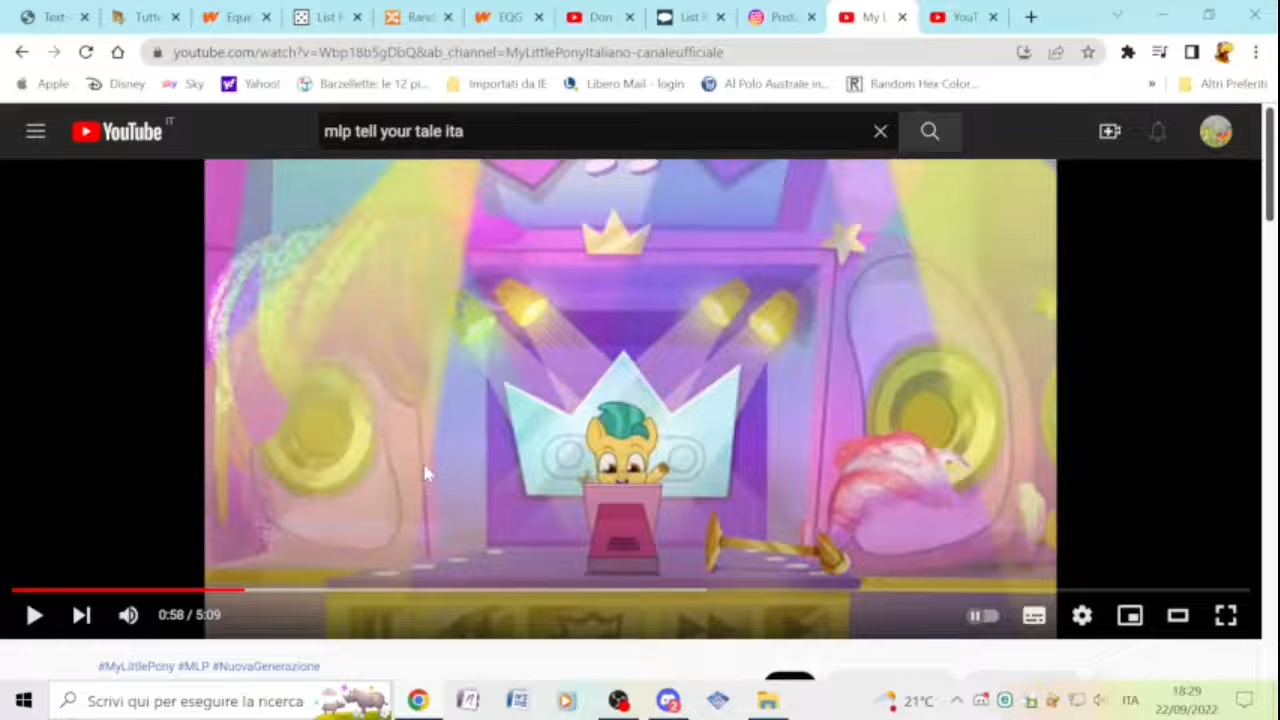 Text
Tutte
Eque
List R
Rand
EQG
Don
List R
Post
My L
YouT
youtube.com/watch?v=Wbp18b5gDbQ&ab_channel=MyLittlePonyItaliano-canaleufficiale
Apple
Disney
sky Sky
Yahoo!
Barzellette: le 12 pi...
Importati da IE
Libero Mail - login
Al Polo Australe in...
R Random Hex Color...
»
Altri Preferiti
YouTube IT
mlp tell your tale ita
0:58 / 5:09
#MyLittlePony #MLP #NuovaGenerazione
Scrivi qui per eseguire la ricerca
21°C
ITA
18:29
22/09/2022